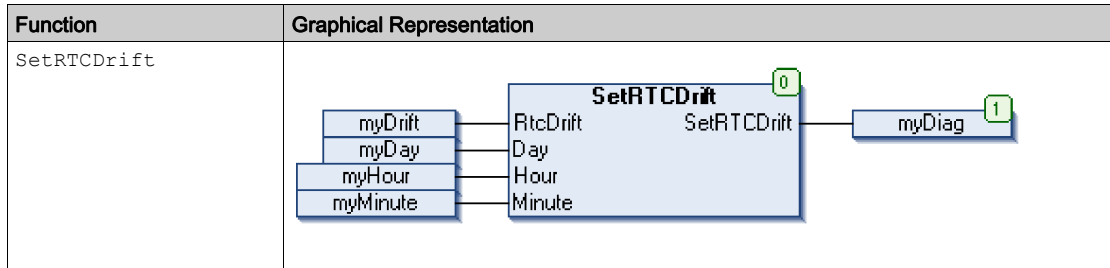 Function Graphical Representation
SetRTCDrift
0
SetRTCDrift
1
myDrift RtcDrift SetRTCDrift myDiag
myDay Day
myHour Hour
myMinute Minute